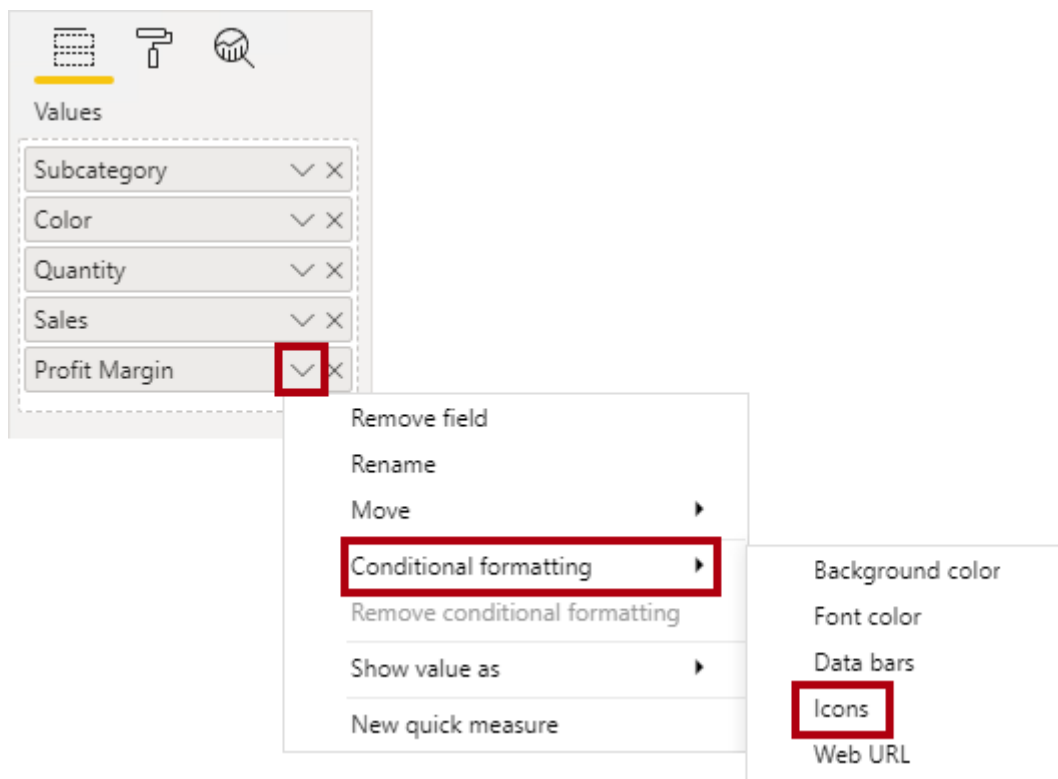 Values
Subcategory
Color
Quantity
Sales
Profit Margin
Remove field
Rename
Move
Conditional formatting
Remove conditional formatting
Show value as
New quick measure
Background color
Font color
Data bars
Icons
Web URL